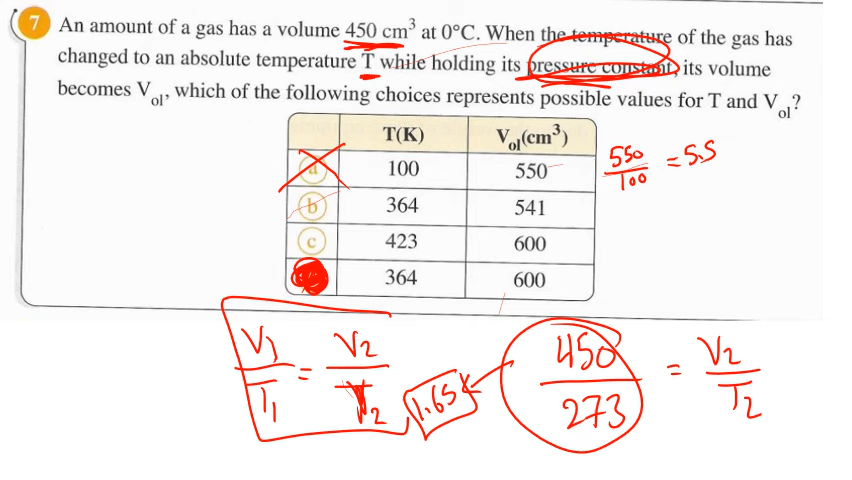 7 An amount of a gas has a volume 450 cm³ at 0°C. When the temperature of the gas has
changed to an absolute temperature T while holding its pressure constant, its volume
becomes Vol, which of the following choices represents possible values for T and Vol?
T(K) Vol(cm³)
a 100 550
b 364 541
c 423 600
364 600
550/100 = 5.5
V1/T1 = V2/T2
1.65
450/273 = V2/T2